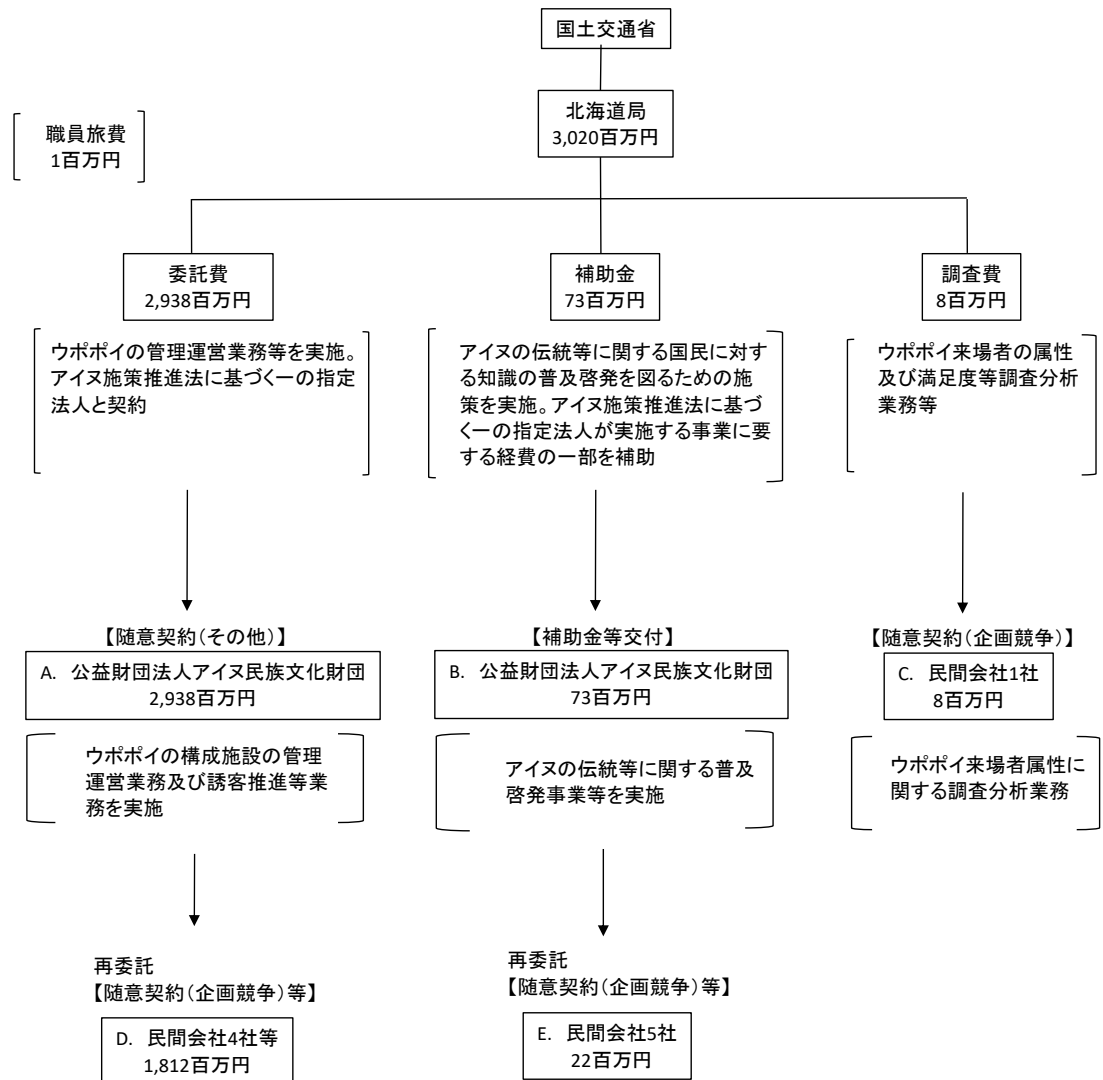 国土交通省
北海道局
3,020百万円
職員旅費
1百万円
委託費
2,938百万円
補助金
73百万円
調査費
8百万円
ウポポイの管理運営業務等を実施。
アイヌ施策推進法に基づく一の指定
法人と契約
アイヌの伝統等に関する国民に対す
る知識の普及啓発を図るための施
策を実施。アイヌ施策推進法に基づ
く一の指定法人が実施する事業に要
する経費の一部を補助
ウポポイ来場者の属性
及び満足度等調査分析
業務等
【随意契約（その他）】
A. 公益財団法人アイヌ民族文化財団
2,938百万円
【補助金等交付】
B. 公益財団法人アイヌ民族文化財団
73百万円
【随意契約（企画競争）】
C. 民間会社1社
8百万円
ウポポイの構成施設の管理
運営業務及び誘客推進等業
務を実施
アイヌの伝統等に関する普及
啓発事業等を実施
ウポポイ来場者属性に
関する調査分析業務
再委託
【随意契約（企画競争）等】
D. 民間会社4社等
1,812百万円
再委託
【随意契約（企画競争）等】
E. 民間会社5社
22百万円